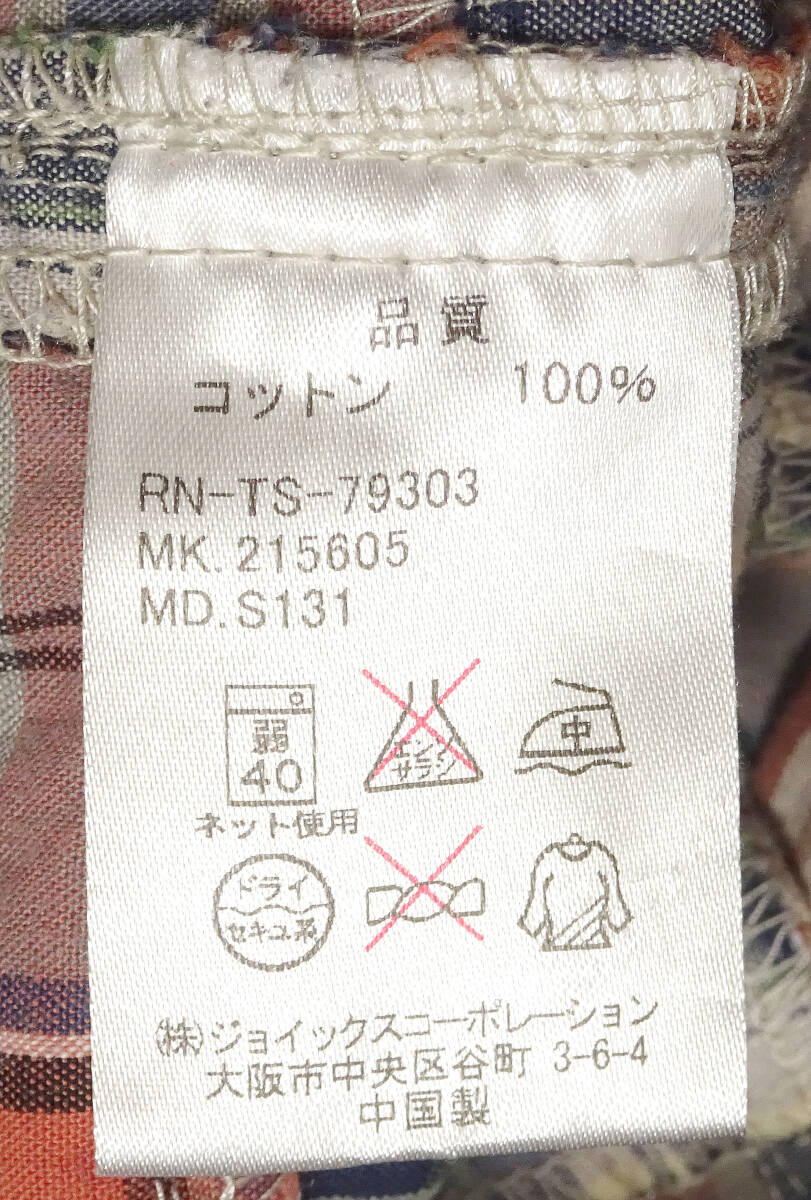 品質
コットン 100%
RN-TS-79303
MK.215605
MD.S131
弱
40
エンソ
サラシ
中
ネット使用
ドライ
セキユ系
㈱ジョイックスコーポレーション
大阪市中央区谷町 3-6-4
中国製